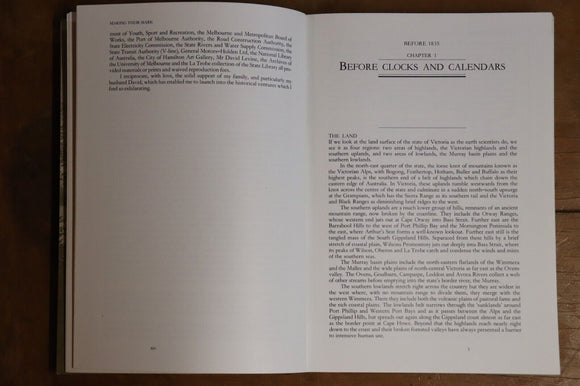 MAKING THEIR MARK
ment of Youth, Sport and Recreation, the Melbourne and Metropolitan Board of
Works, the Port of Melbourne Authority, the Road Construction Authority, the
State Electricity Commission, the State Rivers and Water Supply Commission, the
State Transit Authority (V-line), General Motors–Holden Ltd, the National Library
of Australia, the City of Hamilton Art Gallery, Mr David Levine, the Archives of
the University of Melbourne and the La Trobe collection of the State Library all pro-
vided materials or prints and waived reproduction fees.
I reciprocate, with love, the solid support of my family, and particularly my
husband David, which has enabled me to launch into the historical ventures which I
find so exhilarating.
BEFORE 1835
CHAPTER 1
BEFORE CLOCKS AND CALENDARS
THE LAND
If we look at the land surface of the state of Victoria as the earth scientists do, we
see it as four regions: two areas of highlands, the Victorian highlands and the
southern uplands, and two areas of lowlands, the Murray basin plains and the
southern lowlands.
In the east the mountain complex known to nineteenth-century Victorians as
the Victorian Alps, with Bogong, Feathertop, Hotham, Buller and Buffalo as their
highest peaks, is the southern end of a belt of highlands which chain down the
eastern edge of Australia. In Victoria, these uplands tumble westwards from the
knot across the centre of the state and culminate in a sudden north–south upsurge
at the Grampians, which has the Sierra Range as its southern tail and the Victoria
and Black Ranges as diminishing brief ridges to the west.
The southern uplands are a much lower group of hills, remnants of an ancient
mountain range, now broken by the coastline. They include the Otway Ranges,
whose western end juts out at Cape Otway into Bass Strait. Further east are the
Barrabool Hills to the west of Port Phillip Bay and the Mornington Peninsula to
the east, where Arthur's Seat forms a well-known lookout. Further east still is the
tangled mass of the South Gippsland Hills. Separated from these hills by a brief
stretch of coastal plain, Wilsons Promontory juts out deeply into Bass Strait, where
its peaks of Wilson, Oberon and La Trobe catch and condense the winds and mists
of the southern seas.
The Murray basin plains include the north-eastern flatlands of the Wimmera
and the Mallee and the wide plains of north-central Victoria as far east as the Ovens
valley. The Ovens, Goulburn, Campaspe, Loddon and Avoca Rivers collect a web
of other streams before emptying into the state's border river, the Murray.
The southern lowlands stretch right across the country but they are widest in
the west where, with no mountain range to divide them, they merge with the
western Wimmera. There they include both the volcanic plains of pastoral fame and
the rich coastal plains. The lowlands narrow through the 'sunklands' around
Port Phillip and Western Port Bays and as it passes between the Alps and the
Gippsland Hills, but spreads out again along the Gippsland coast almost as far east
as the border point at Cape Howe. Beyond that the highlands reach nearly right
down to the coast and their broken forested valleys have always presented a barrier
to intensive human use.
xiv
1